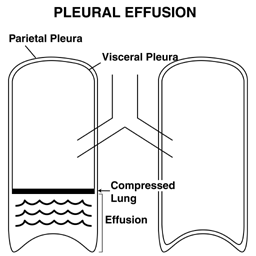 PLEURAL EFFUSION
Parietal Pleura
Visceral Pleura
Compressed
Lung
Effusion